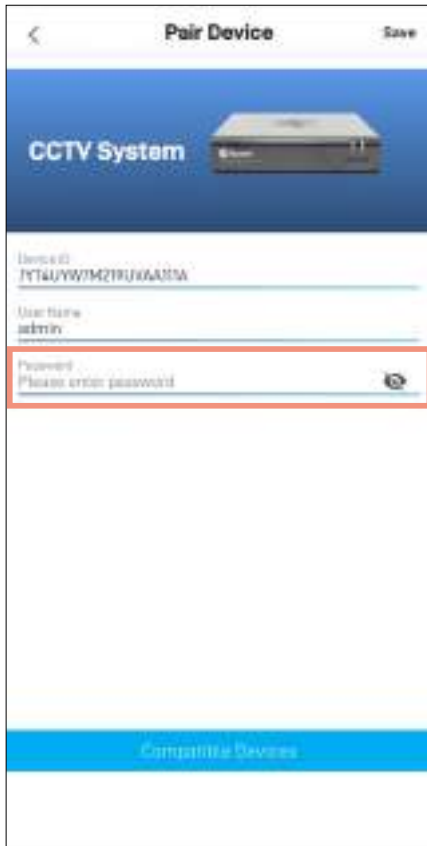 Pair Device
Save
CCTV System
Device ID
User Name
admin
Password
Please enter password
Compatible Devices